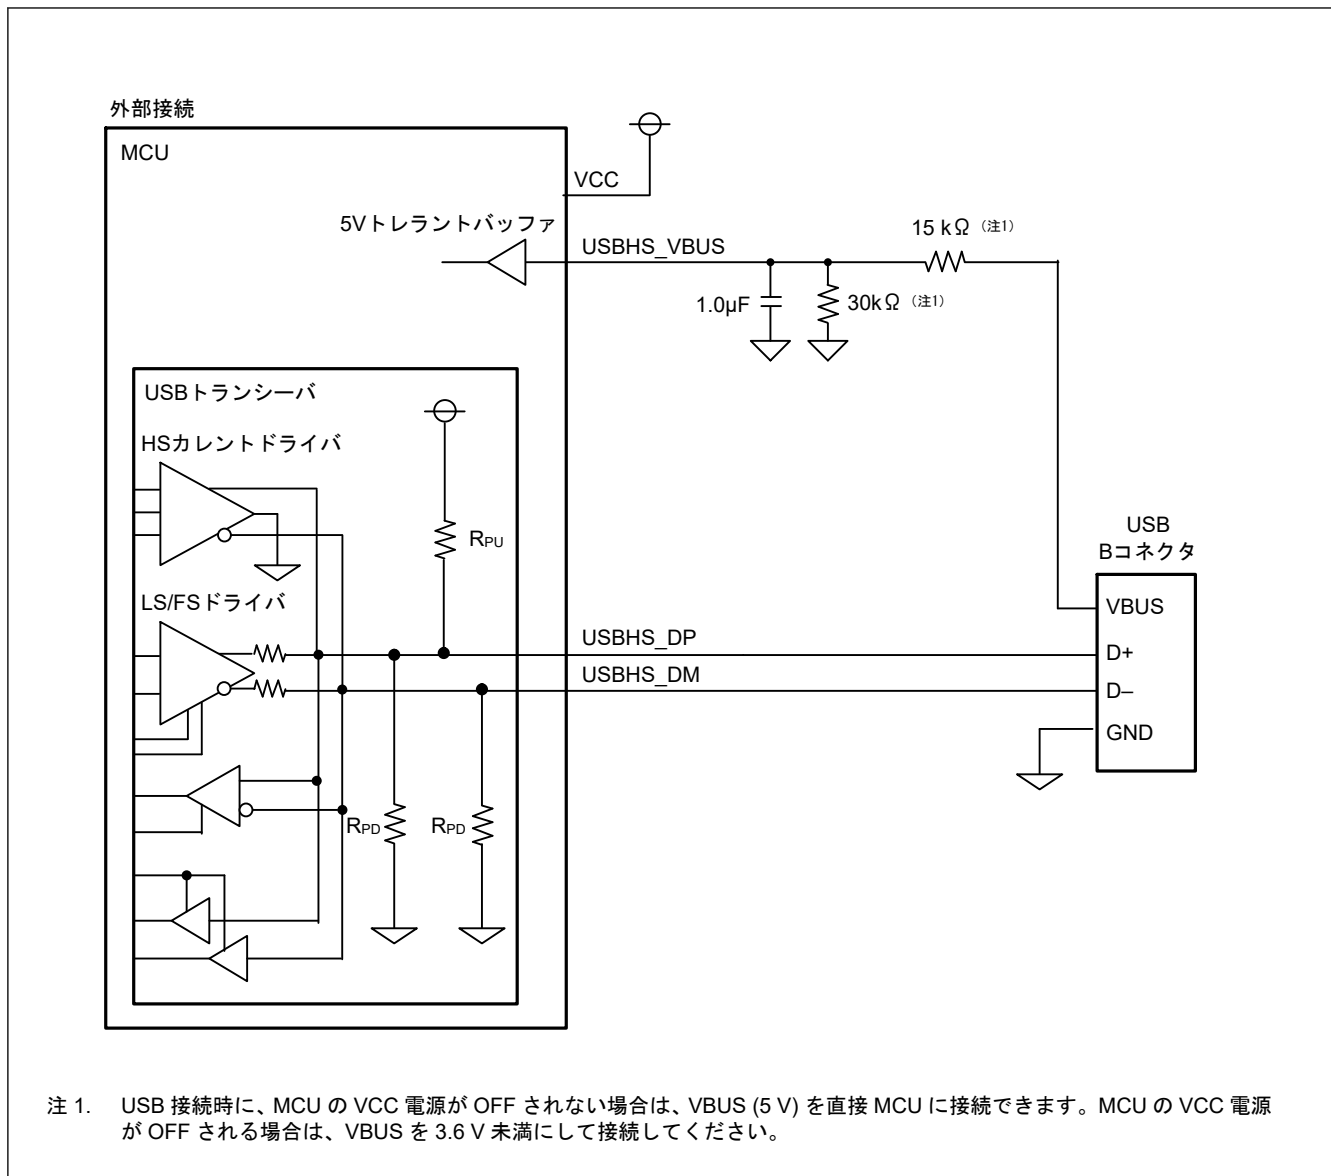 外部接続
MCU
VCC
5Vトレラントバッファ
USBHS_VBUS
15 kΩ （注1）
1.0µF
30kΩ （注1）
USBトランシーバ
HSカレントドライバ
RPU
USB
Bコネクタ
LS/FSドライバ
VBUS
USBHS_DP
D+
USBHS_DM
D–
GND
RPD
RPD
注 1. USB 接続時に、MCU の VCC 電源が OFF されない場合は、VBUS (5 V) を直接 MCU に接続できます。MCU の VCC 電源
が OFF される場合は、VBUS を 3.6 V 未満にして接続してください。